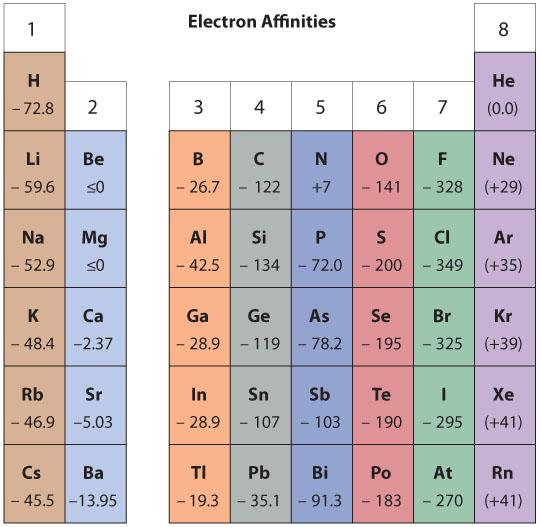 Electron Affinities
1 8
H He
– 72.8 (0.0)
2 3 4 5 6 7
Li Be B C N O F Ne
– 59.6 ≤0 – 26.7 – 122 +7 – 141 – 328 (+29)
Na Mg Al Si P S Cl Ar
– 52.9 ≤0 – 42.5 – 134 – 72.0 – 200 – 349 (+35)
K Ca Ga Ge As Se Br Kr
– 48.4 –2.37 – 28.9 – 119 – 78.2 – 195 – 325 (+39)
Rb Sr In Sn Sb Te I Xe
– 46.9 –5.03 – 28.9 – 107 – 103 – 190 – 295 (+41)
Cs Ba Tl Pb Bi Po At Rn
– 45.5 –13.95 – 19.3 – 35.1 – 91.3 – 183 – 270 (+41)